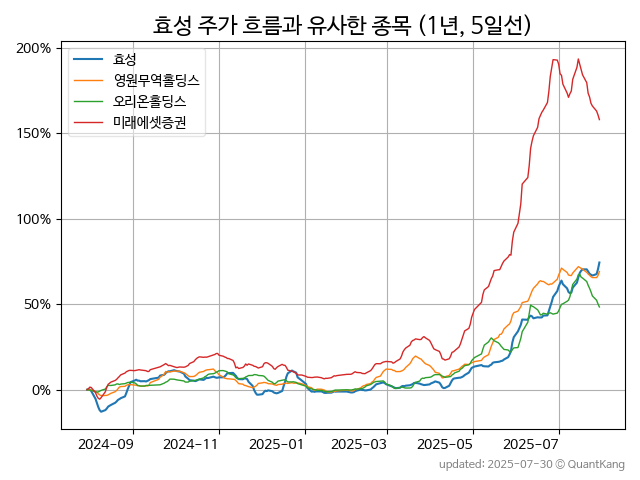 효성 주가 흐름과 유사한 종목 (1년, 5일선)
200%
150%
100%
50%
0%
효성
영원무역홀딩스
오리온홀딩스
미래에셋증권
2024-09 2024-11 2025-01 2025-03 2025-05 2025-07
updated: 2025-07-30 © QuantKang